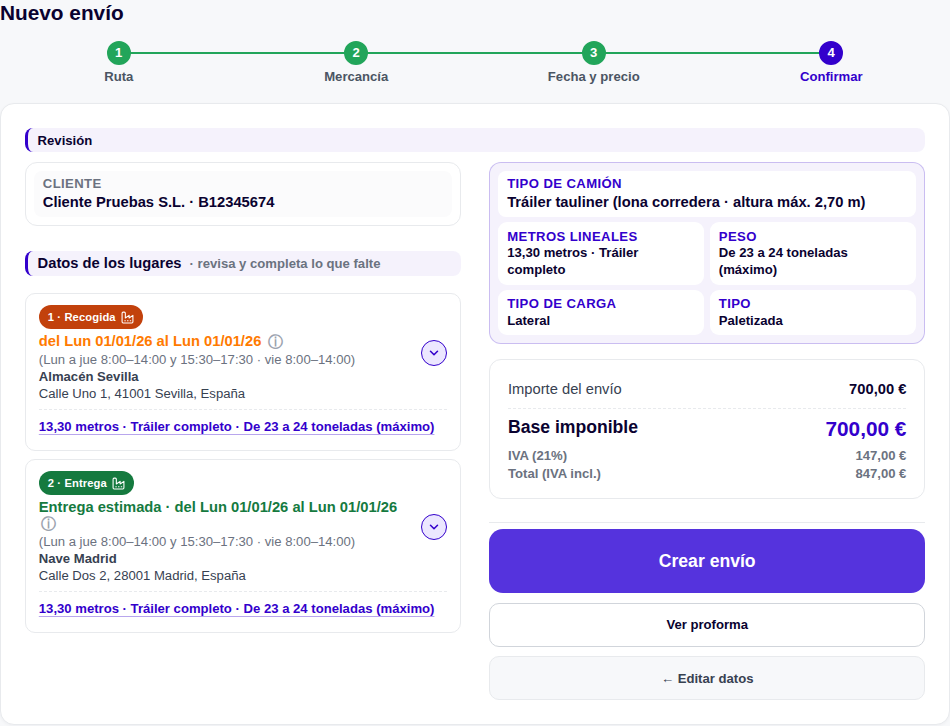 Nuevo envío
1
2
3
4
Ruta
Mercancía
Fecha y precio
Confirmar
Revisión
CLIENTE
Cliente Pruebas S.L. · B12345674
Datos de los lugares · revisa y completa lo que falte
1 · Recogida
del Lun 01/01/26 al Lun 01/01/26 ⓘ
(Lun a jue 8:00–14:00 y 15:30–17:30 · vie 8:00–14:00)
Almacén Sevilla
Calle Uno 1, 41001 Sevilla, España
13,30 metros · Tráiler completo · De 23 a 24 toneladas (máximo)
2 · Entrega
Entrega estimada · del Lun 01/01/26 al Lun 01/01/26
ⓘ
(Lun a jue 8:00–14:00 y 15:30–17:30 · vie 8:00–14:00)
Nave Madrid
Calle Dos 2, 28001 Madrid, España
13,30 metros · Tráiler completo · De 23 a 24 toneladas (máximo)
TIPO DE CAMIÓN
Tráiler tauliner (lona corredera · altura máx. 2,70 m)
METROS LINEALES
13,30 metros · Tráiler
completo
PESO
De 23 a 24 toneladas
(máximo)
TIPO DE CARGA
Lateral
TIPO
Paletizada
Importe del envío 700,00 €
Base imponible 700,00 €
IVA (21%) 147,00 €
Total (IVA incl.) 847,00 €
Crear envío
Ver proforma
← Editar datos